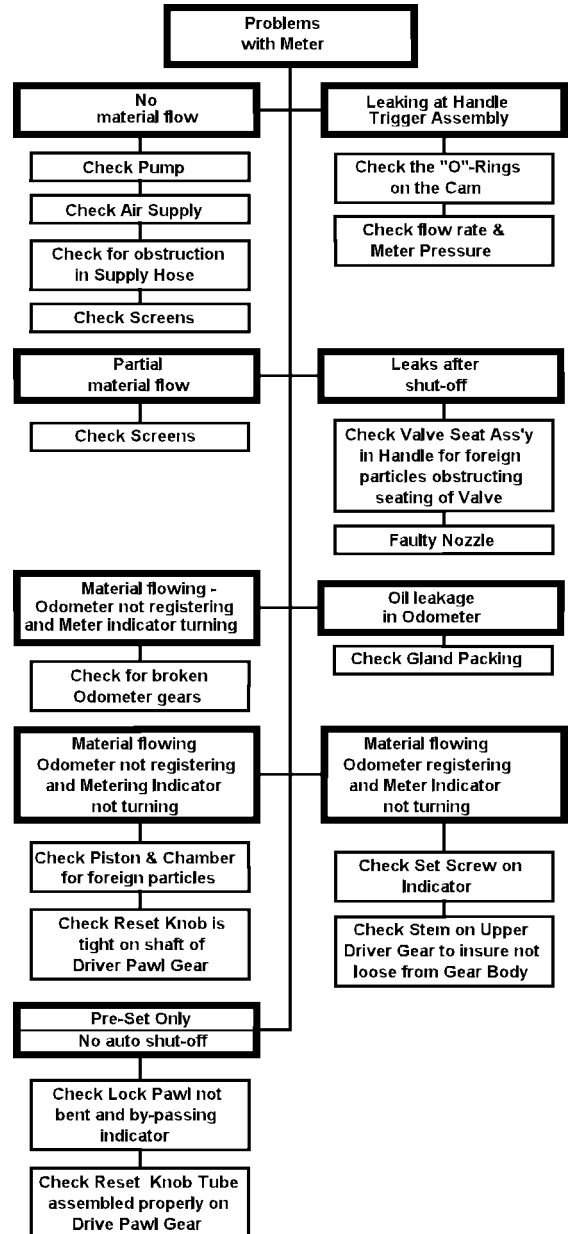 Problems
with Meter
No
material flow
Check Pump
Check Air Supply
Check for obstruction
in Supply Hose
Check Screens
Leaking at Handle
Trigger Assembly
Check the "O"-Rings
on the Cam
Check flow rate &
Meter Pressure
Partial
material flow
Check Screens
Leaks after
shut-off
Check Valve Seat Ass'y
in Handle for foreign
particles obstructing
seating of Valve
Faulty Nozzle
Material flowing -
Odometer not registering
and Meter indicator turning
Check for broken
Odometer gears
Oil leakage
in Odometer
Check Gland Packing
Material flowing
Odometer not registering
and Metering Indicator
not turning
Check Piston & Chamber
for foreign particles
Check Reset Knob is
tight on shaft of
Driver Pawl Gear
Material flowing
Odometer registering
and Meter Indicator
not turning
Check Set Screw on
Indicator
Check Stem on Upper
Driver Gear to insure not
loose from Gear Body
Pre-Set Only
No auto shut-off
Check Lock Pawl not
bent and by-passing
indicator
Check Reset Knob Tube
assembled properly on
Drive Pawl Gear